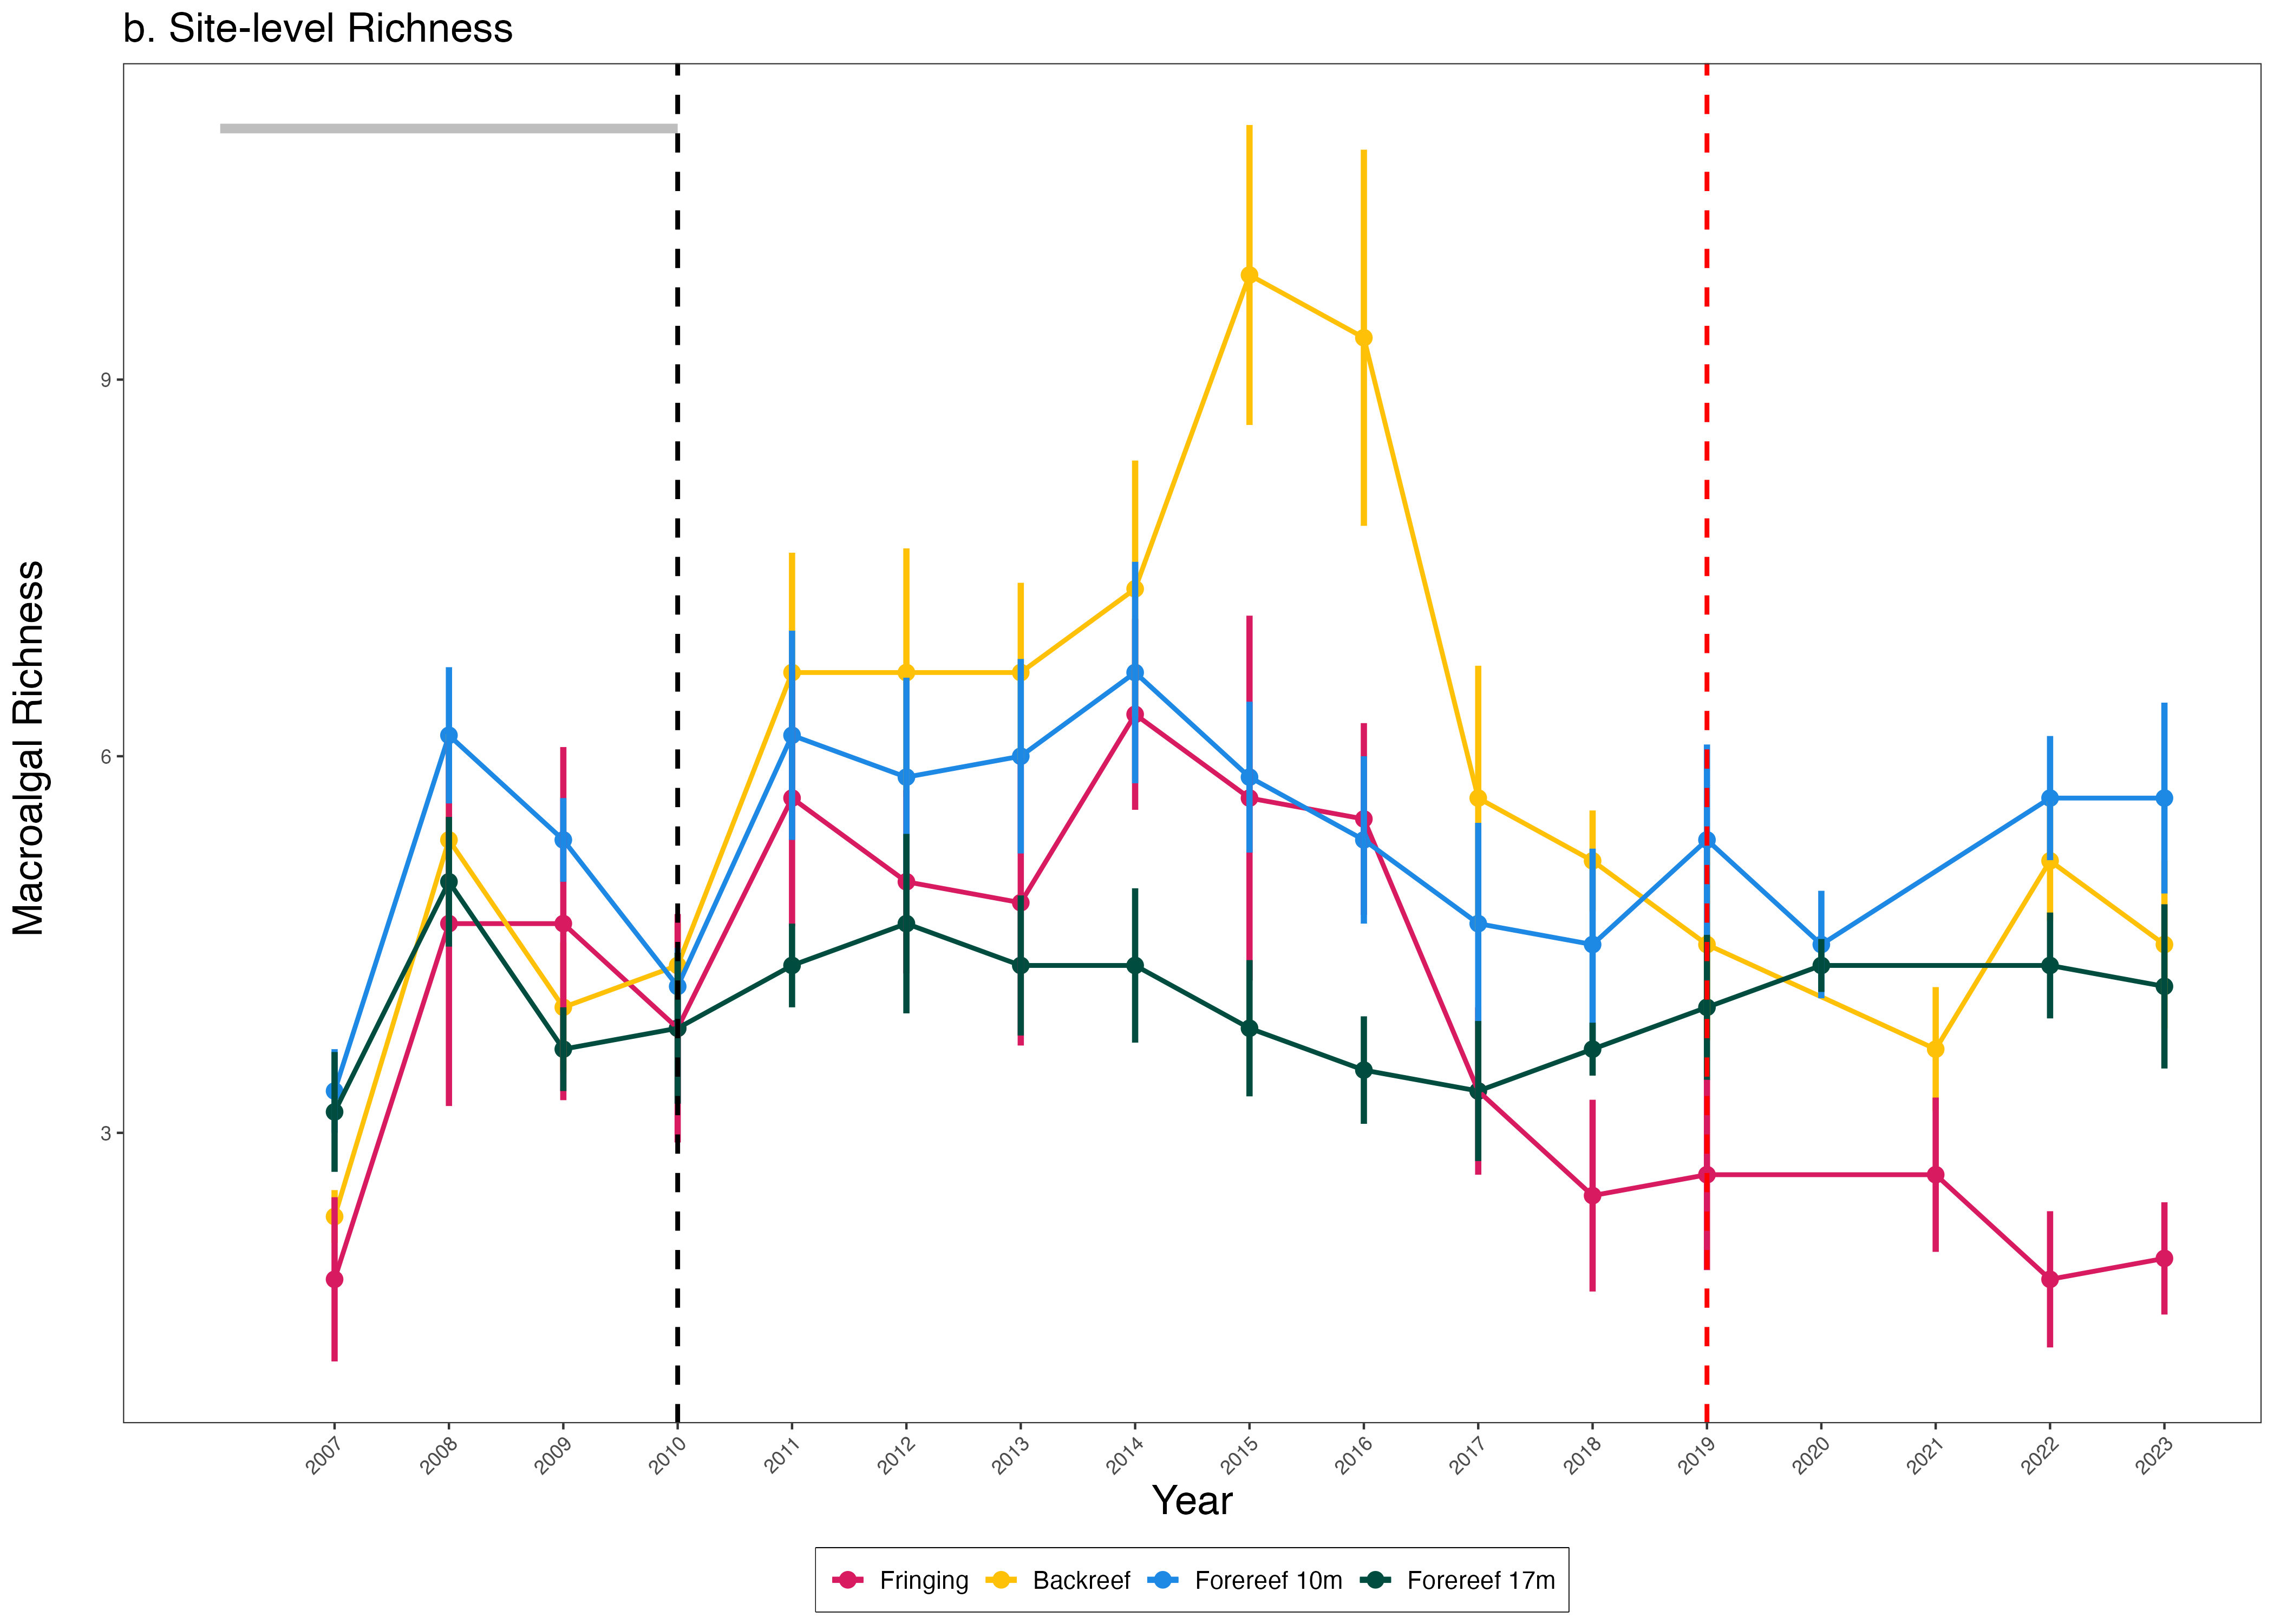 b. Site-level Richness
Macroalgal Richness
9
6
3
2007 2008 2009 2010 2011 2012 2013 2014 2015 2016 2017 2018 2019 2020 2021 2022 2023
Year
Fringing Backreef Forereef 10m Forereef 17m